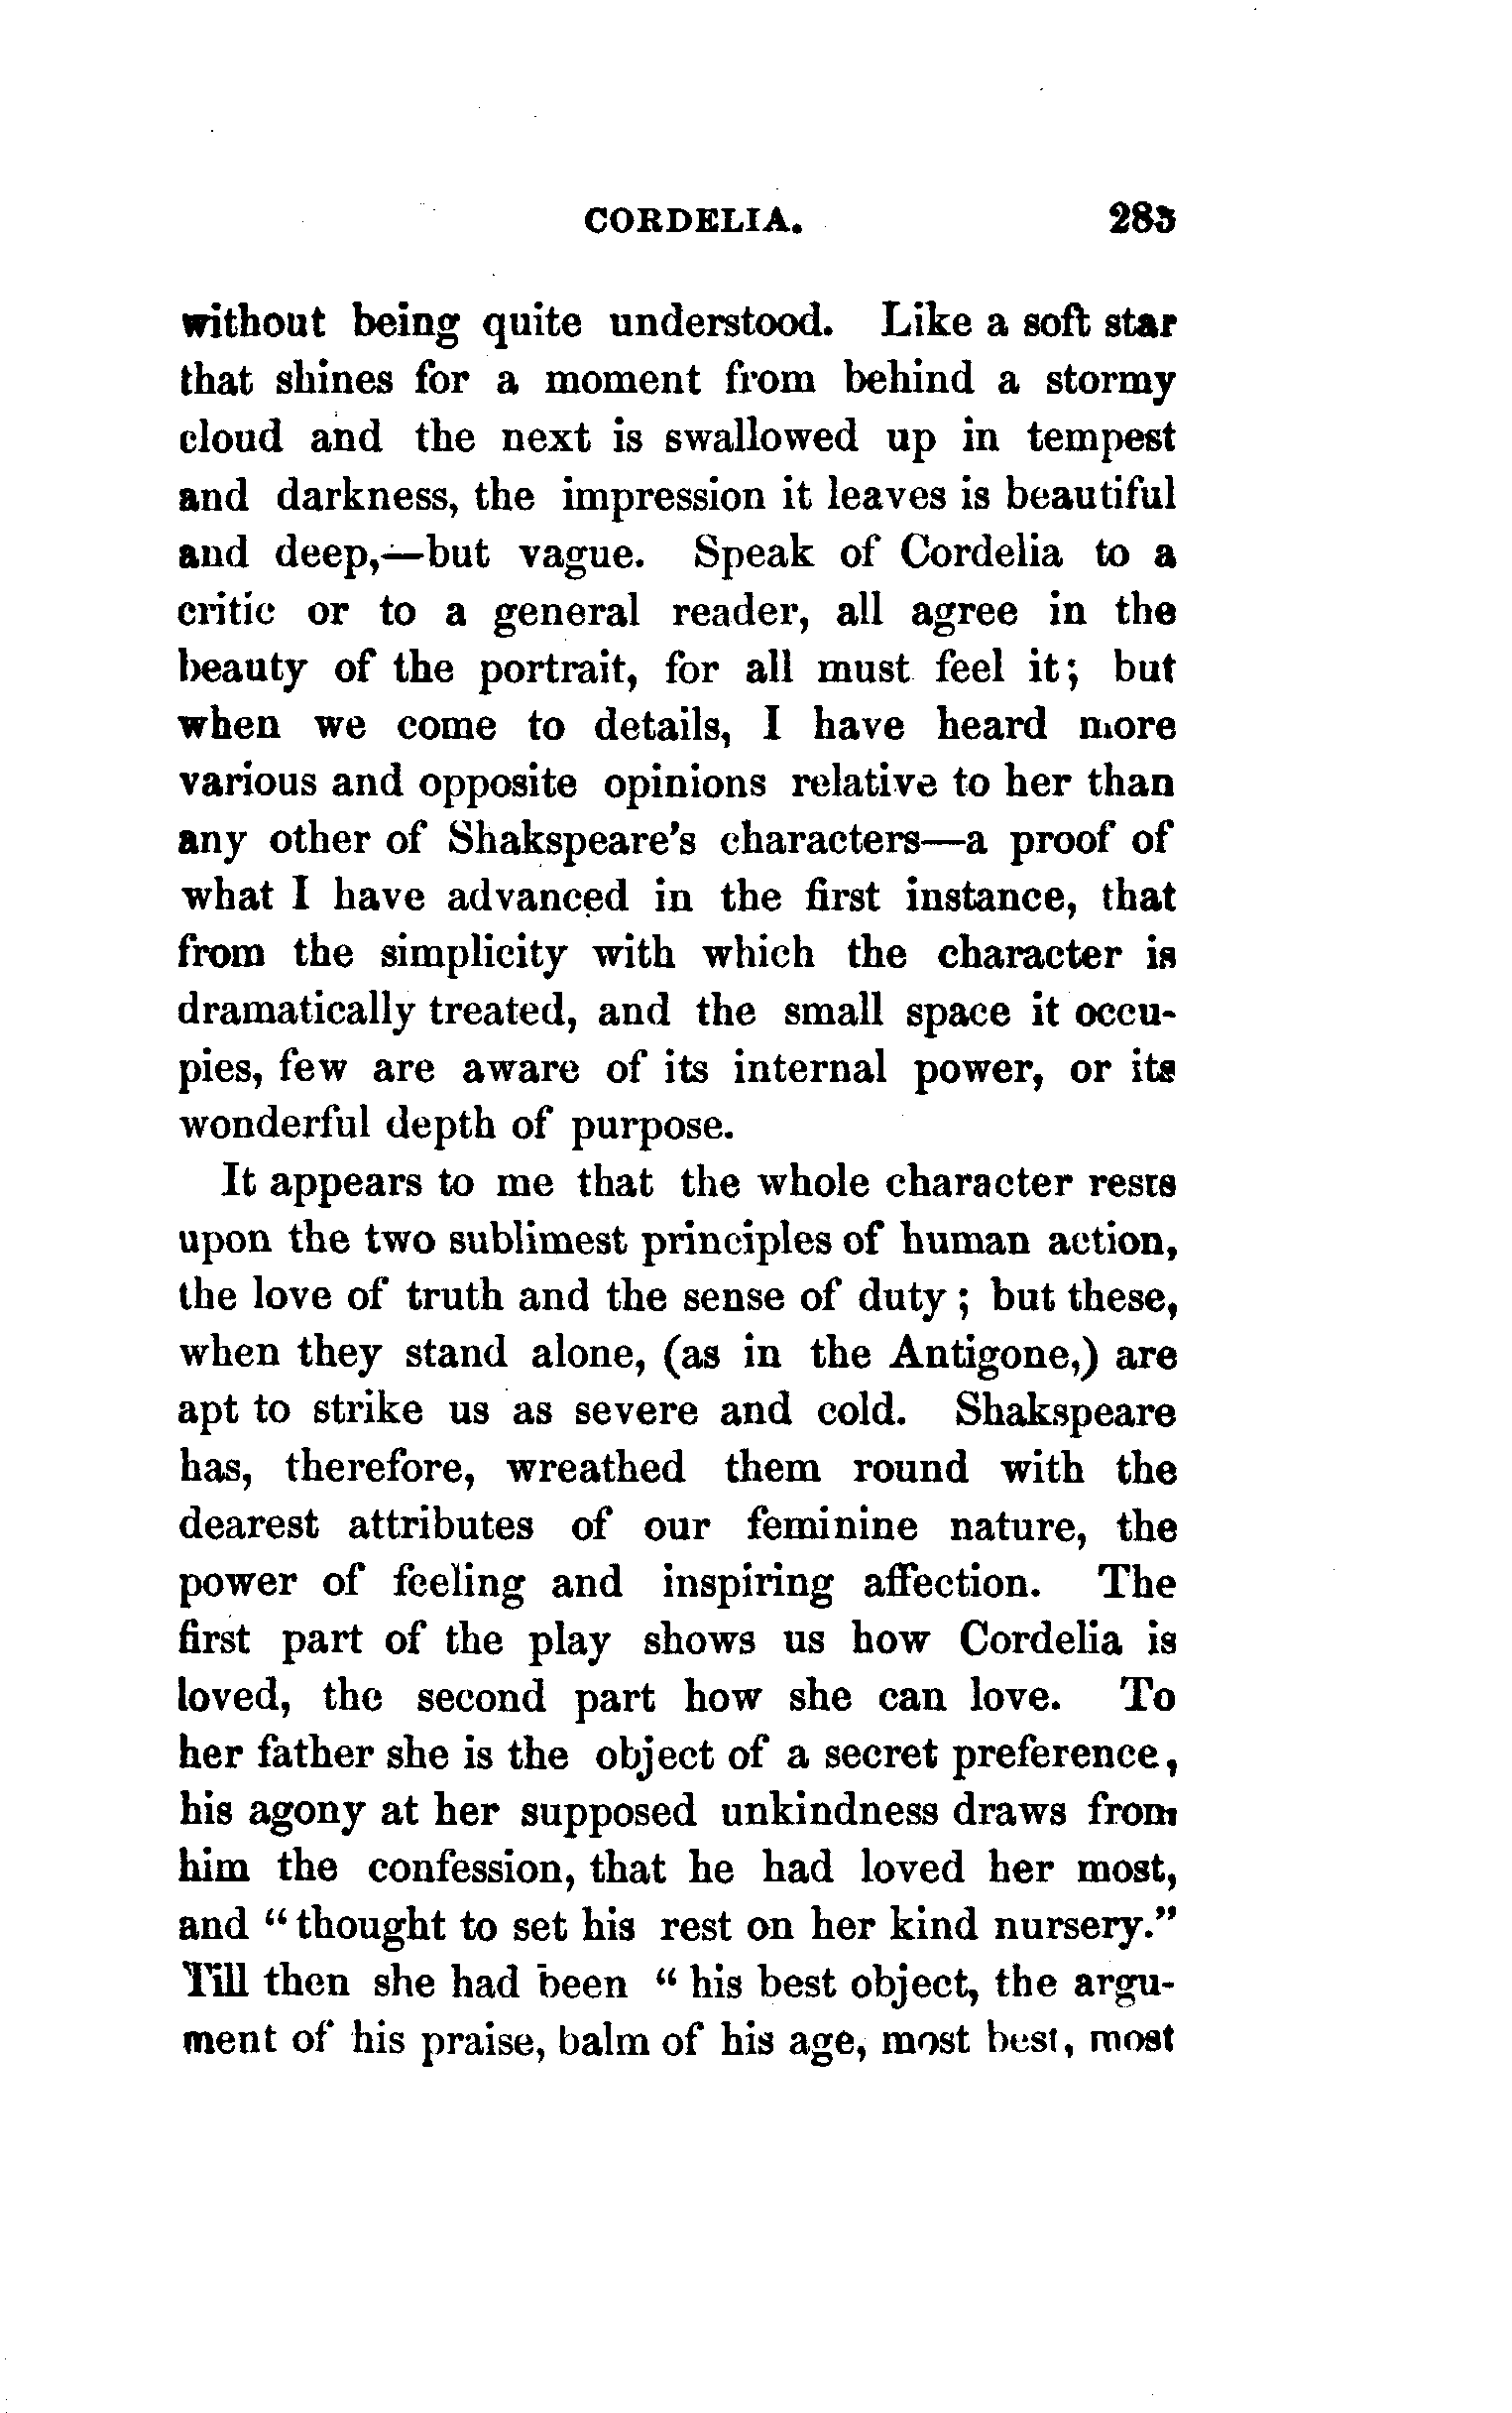 CORDELIA. 285
without being quite understood. Like a soft star
that shines for a moment from behind a stormy
cloud and the next is swallowed up in tempest
and darkness, the impression it leaves is beautiful
and deep,—but vague. Speak of Cordelia to a
critic or to a general reader, all agree in the
beauty of the portrait, for all must feel it; but
when we come to details, I have heard more
various and opposite opinions relative to her than
any other of Shakspeare's characters—a proof of
what I have advanced in the first instance, that
from the simplicity with which the character is
dramatically treated, and the small space it occu-
pies, few are aware of its internal power, or its
wonderful depth of purpose.
It appears to me that the whole character rests
upon the two sublimest principles of human action,
the love of truth and the sense of duty; but these,
when they stand alone, (as in the Antigone,) are
apt to strike us as severe and cold. Shakspeare
has, therefore, wreathed them round with the
dearest attributes of our feminine nature, the
power of feeling and inspiring affection. The
first part of the play shows us how Cordelia is
loved, the second part how she can love. To
her father she is the object of a secret preference,
his agony at her supposed unkindness draws from
him the confession, that he had loved her most,
and "thought to set his rest on her kind nursery."
Till then she had been "his best object, the argu-
ment of his praise, balm of his age, most best, most